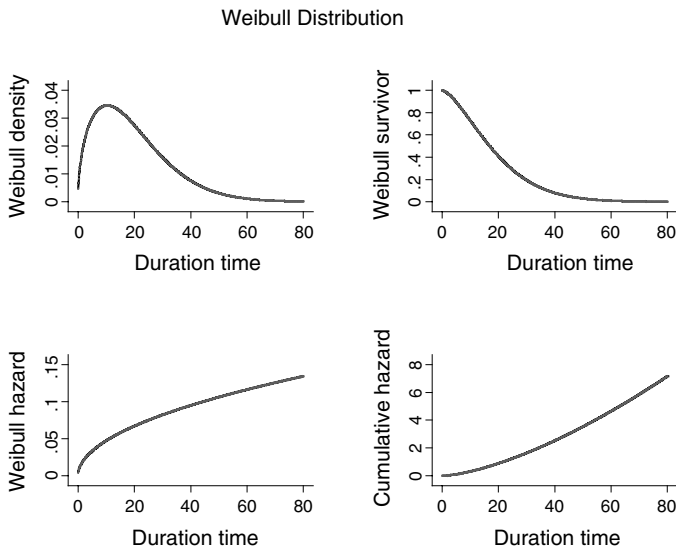 Weibull Distribution
Weibull density
0 .01 .02 .03 .04
0 20 40 60 80
Duration time
Weibull survivor
0 .2 .4 .6 .8 1
0 20 40 60 80
Duration time
Weibull hazard
0 .05 .1 .15
0 20 40 60 80
Duration time
Cumulative hazard
0 2 4 6 8
0 20 40 60 80
Duration time